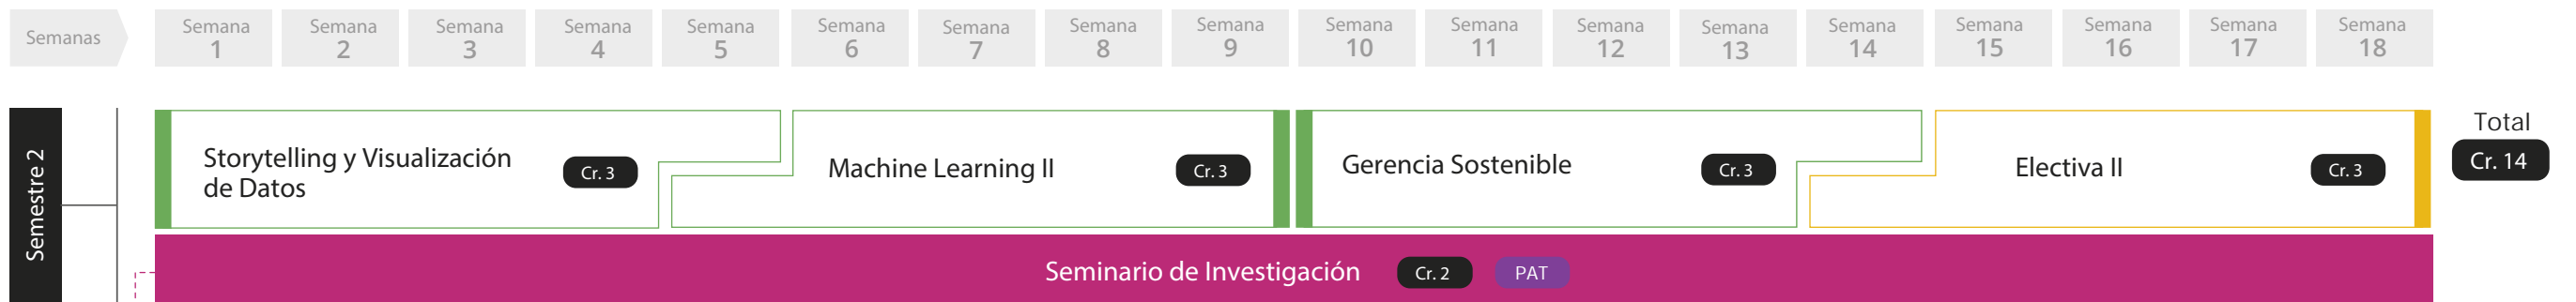 Semanas
Semana
1
Semana
2
Semana
3
Semana
4
Semana
5
Semana
6
Semana
7
Semana
8
Semana
9
Semana
10
Semana
11
Semana
12
Semana
13
Semana
14
Semana
15
Semana
16
Semana
17
Semana
18
Semestre 2
Storytelling y Visualización
de Datos
Cr. 3
Machine Learning II
Cr. 3
Gerencia Sostenible
Cr. 3
Electiva II
Cr. 3
Total
Cr. 14
Seminario de Investigación
Cr. 2
PAT